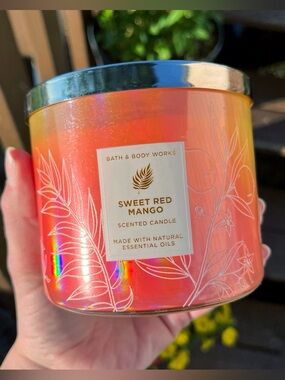 BATH & BODY WORKS
SWEET RED
MANGO
SCENTED CANDLE
MADE WITH NATURAL
ESSENTIAL OILS